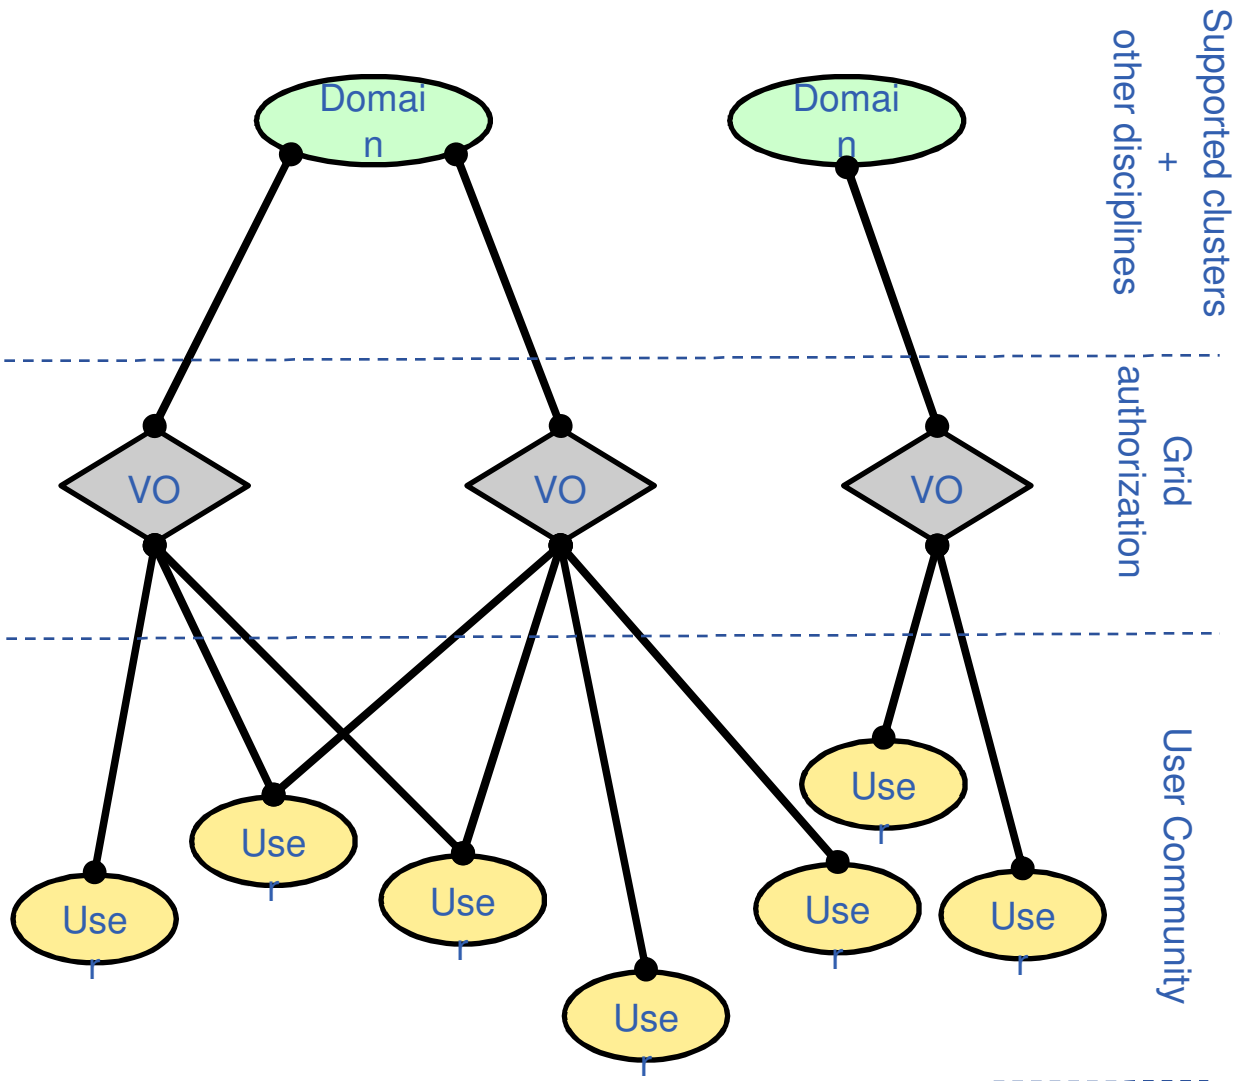 Domai
n
Domai
n
Supported clusters
+
other disciplines
VO
VO
VO
Grid
authorization
Use
r
Use
r
Use
r
Use
r
Use
r
Use
r
Use
r
User Community